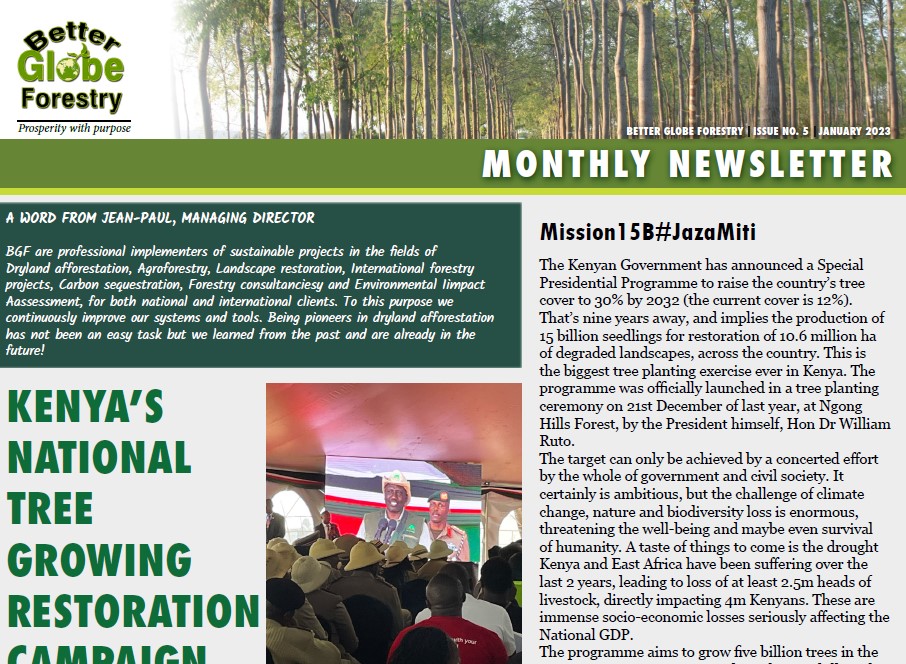 Better
Globe
Forestry
Prosperity with purpose
BETTER GLOBE FORESTRY | ISSUE NO. 5 | JANUARY 2023
MONTHLY NEWSLETTER
A WORD FROM JEAN-PAUL, MANAGING DIRECTOR
BGF are professional implementers of sustainable projects in the fields of
Dryland afforestation, Agroforestry, Landscape restoration, International forestry
projects, Carbon sequestration, Forestry consultanciesy and Environmental Iimpact
Aassessment, for both national and international clients. To this purpose we
continuously improve our systems and tools. Being pioneers in dryland afforestation
has not been an easy task but we learned from the past and are already in the
future!
KENYA'S
NATIONAL
TREE
GROWING
RESTORATION
CAMPAIGN
with your
Mission15B#JazaMiti
The Kenyan Government has announced a Special
Presidential Programme to raise the country's tree
cover to 30% by 2032 (the current cover is 12%).
That's nine years away, and implies the production of
15 billion seedlings for restoration of 10.6 million ha
of degraded landscapes, across the country. This is
the biggest tree planting exercise ever in Kenya. The
programme was officially launched in a tree planting
ceremony on 21st December of last year, at Ngong
Hills Forest, by the President himself, Hon Dr William
Ruto.
The target can only be achieved by a concerted effort
by the whole of government and civil society. It
certainly is ambitious, but the challenge of climate
change, nature and biodiversity loss is enormous,
threatening the well-being and maybe even survival
of humanity. A taste of things to come is the drought
Kenya and East Africa have been suffering over the
last 2 years, leading to loss of at least 2.5m heads of
livestock, directly impacting 4m Kenyans. These are
immense socio-economic losses seriously affecting the
National GDP.
The programme aims to grow five billion trees in the